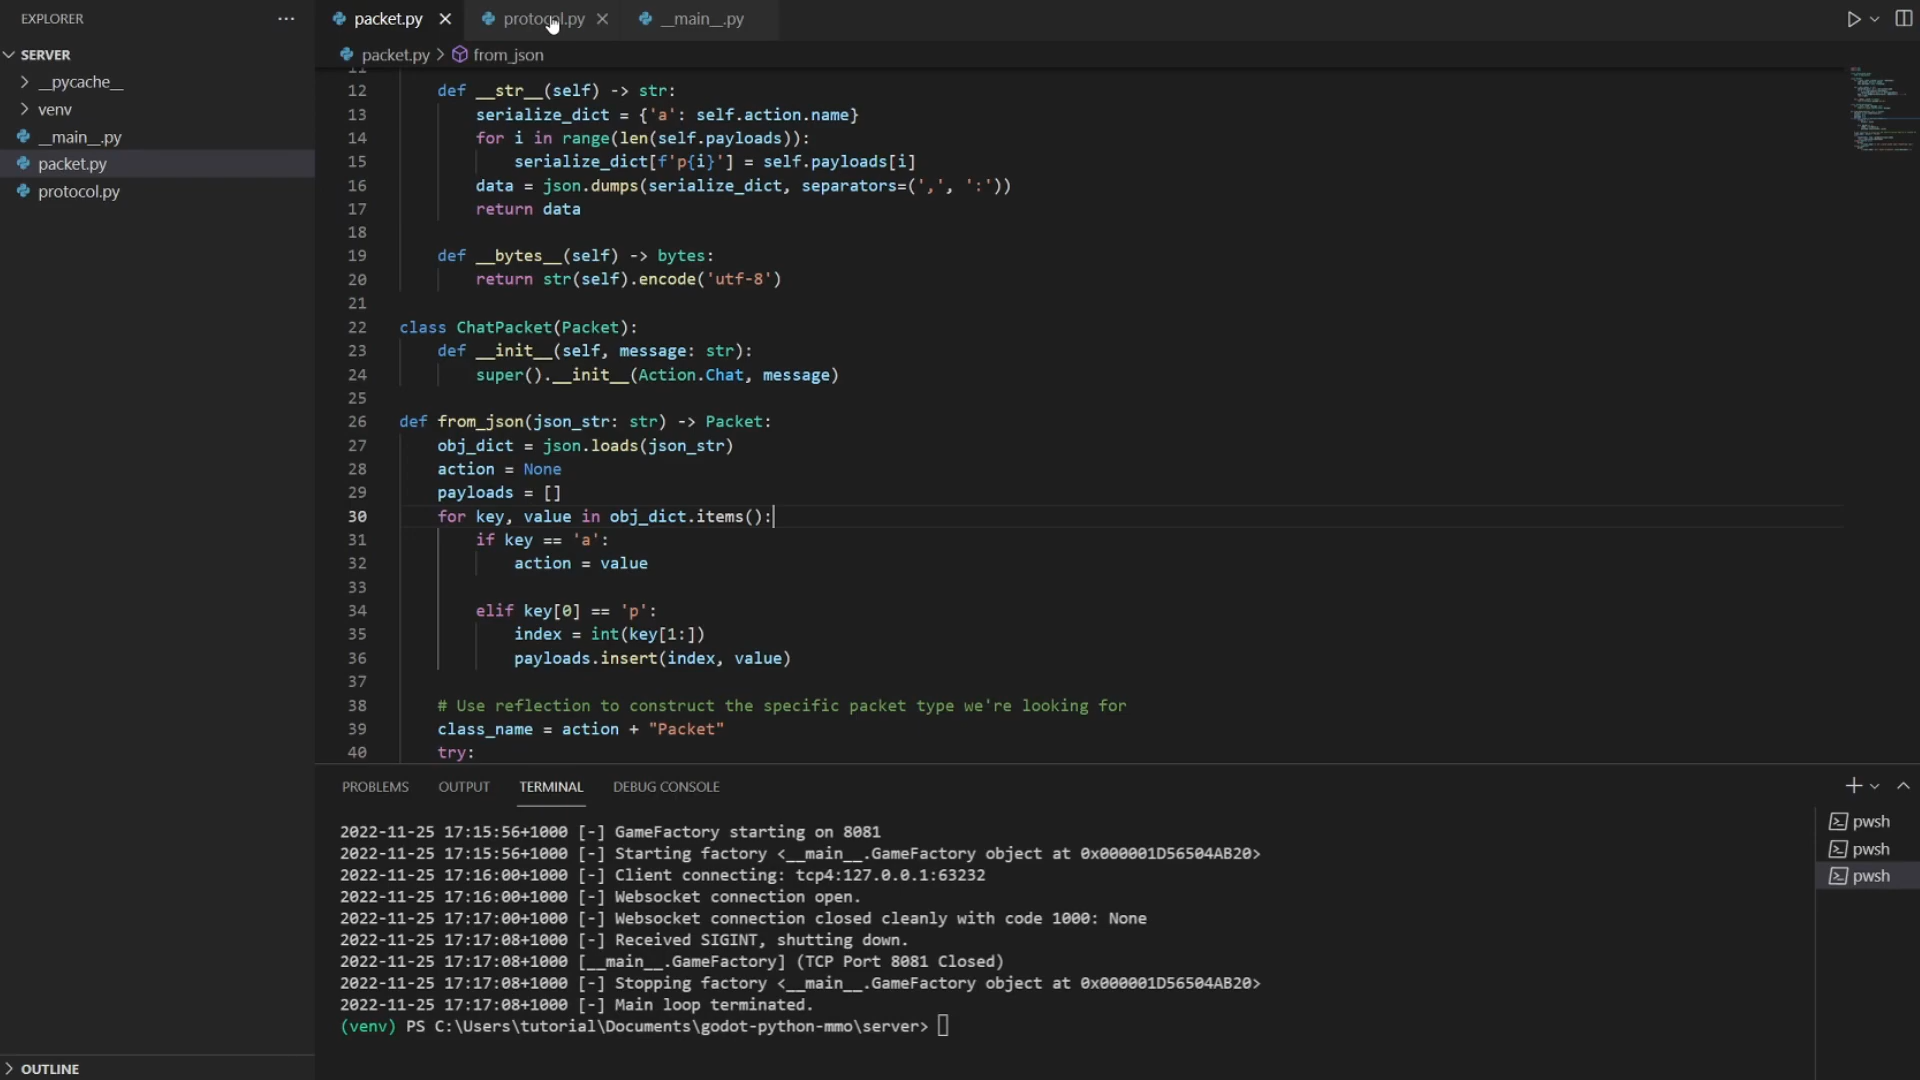 EXPLORER
SERVER
__pycache__
venv
__main__.py
packet.py
protocol.py
OUTLINE
packet.py
protocol.py
__main__.py
packet.py > from_json
12 def __str__(self) -> str:
13 serialize_dict = {'a': self.action.name}
14 for i in range(len(self.payloads)):
15 serialize_dict[f'p{i}'] = self.payloads[i]
16 data = json.dumps(serialize_dict, separators=(',', ':'))
17 return data
18
19 def __bytes__(self) -> bytes:
20 return str(self).encode('utf-8')
21
22 class ChatPacket(Packet):
23 def __init__(self, message: str):
24 super().__init__(Action.Chat, message)
25
26 def from_json(json_str: str) -> Packet:
27 obj_dict = json.loads(json_str)
28 action = None
29 payloads = []
30 for key, value in obj_dict.items():
31 if key == 'a':
32 action = value
33
34 elif key[0] == 'p':
35 index = int(key[1:])
36 payloads.insert(index, value)
37
38 # Use reflection to construct the specific packet type we're looking for
39 class_name = action + "Packet"
40 try:
PROBLEMS OUTPUT TERMINAL DEBUG CONSOLE
2022-11-25 17:15:56+1000 [-] GameFactory starting on 8081
2022-11-25 17:15:56+1000 [-] Starting factory <__main__.GameFactory object at 0x000001D56504AB20>
2022-11-25 17:16:00+1000 [-] Client connecting: tcp4:127.0.0.1:63232
2022-11-25 17:16:00+1000 [-] Websocket connection open.
2022-11-25 17:17:00+1000 [-] Websocket connection closed cleanly with code 1000: None
2022-11-25 17:17:08+1000 [-] Received SIGINT, shutting down.
2022-11-25 17:17:08+1000 [__main__.GameFactory] (TCP Port 8081 Closed)
2022-11-25 17:17:08+1000 [-] Stopping factory <__main__.GameFactory object at 0x000001D56504AB20>
2022-11-25 17:17:08+1000 [-] Main loop terminated.
(venv) PS C:\Users\tutorial\Documents\godot-python-mmo\server>
pwsh
pwsh
pwsh